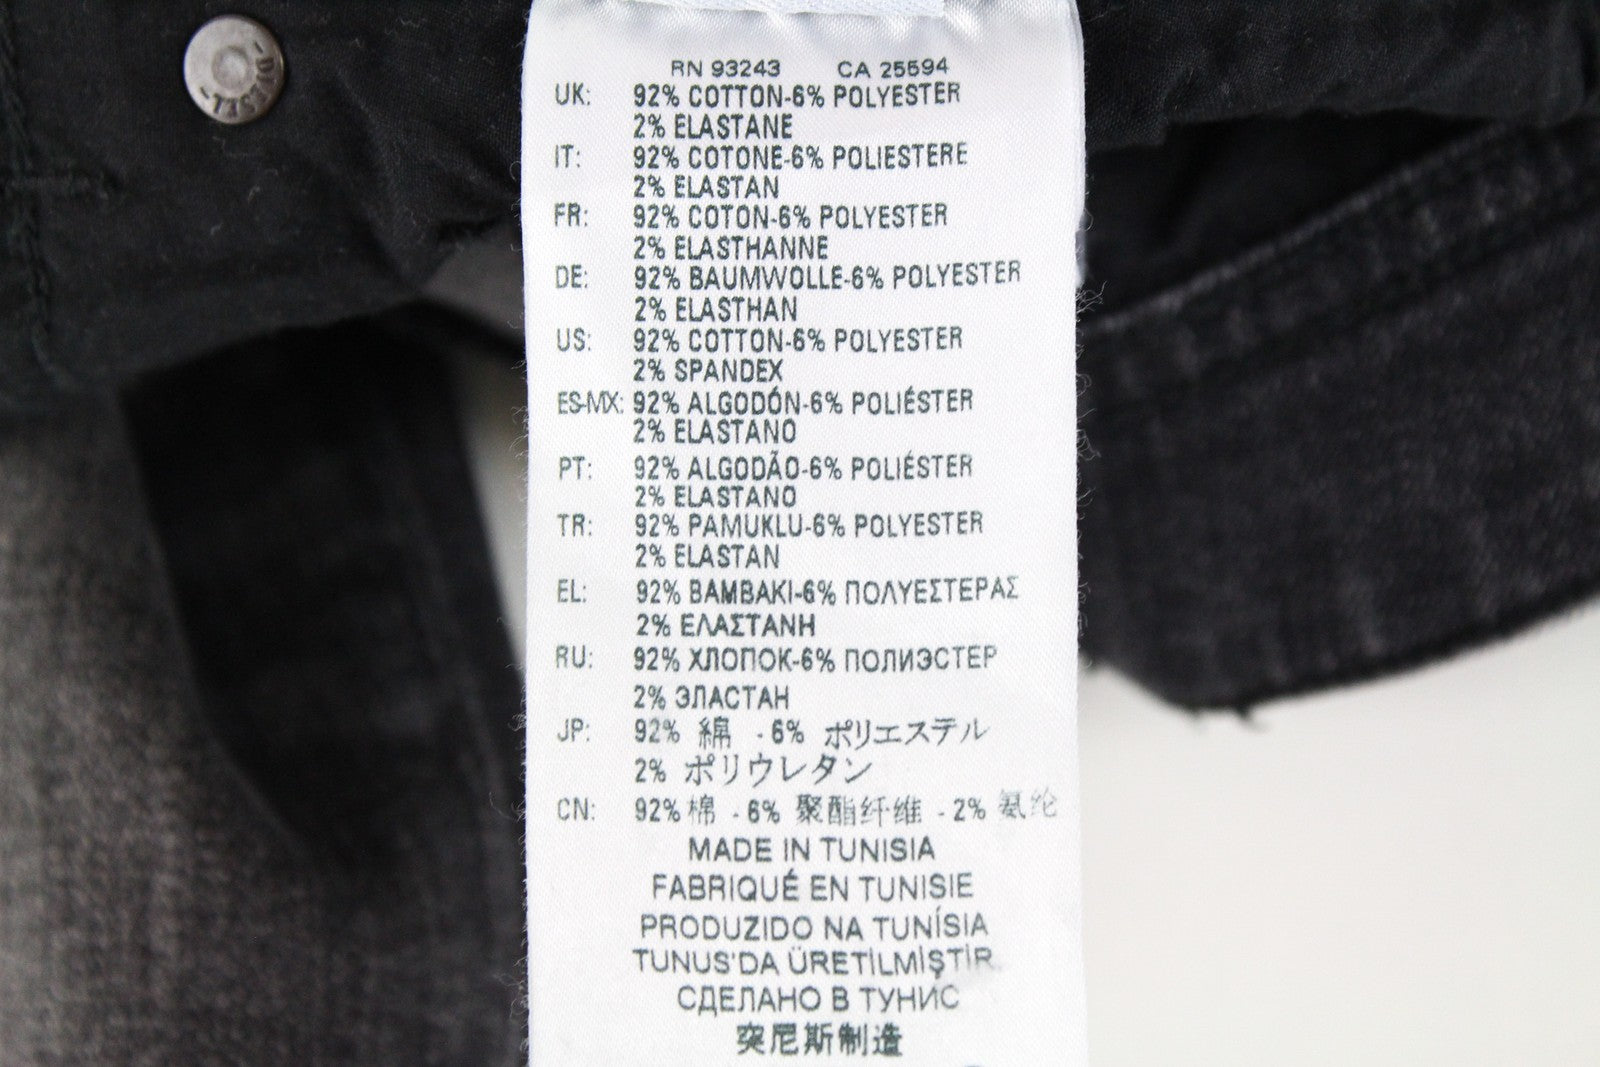 -DIESEL-
RN 93243 CA 25594
UK: 92% COTTON-6% POLYESTER
2% ELASTANE
IT: 92% COTONE-6% POLIESTERE
2% ELASTAN
FR: 92% COTON-6% POLYESTER
2% ELASTHANNE
DE: 92% BAUMWOLLE-6% POLYESTER
2% ELASTHAN
US: 92% COTTON-6% POLYESTER
2% SPANDEX
ES-MX: 92% ALGODÓN-6% POLIÉSTER
2% ELASTANO
PT: 92% ALGODÃO-6% POLIÉSTER
2% ELASTANO
TR: 92% PAMUKLU-6% POLYESTER
2% ELASTAN
EL: 92% ΒΑΜΒΑΚΙ-6% ΠΟΛΥΕΣΤΕΡΑΣ
2% ΕΛΑΣΤΑΝΗ
RU: 92% ХЛОПОК-6% ПОЛИЭСТЕР
2% ЭЛАСТАН
JP: 92% 綿 - 6% ポリエステル
2% ポリウレタン
CN: 92% 棉 - 6% 聚酯纤维 - 2% 氨纶
MADE IN TUNISIA
FABRIQUÉ EN TUNISIE
PRODUZIDO NA TUNÍSIA
TUNUS'DA ÜRETİLMİŞTİR
СДЕЛАНО В ТУНИС
突尼斯制造